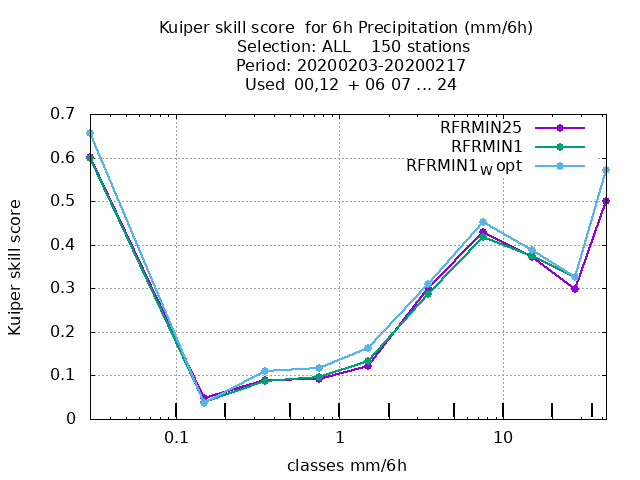 Kuiper skill score  for 6h Precipitation (mm/6h)
Selection: ALL    150 stations
Period: 20200203-20200217
Used  00,12  + 06 07 ... 24
RFRMIN25
RFRMIN1
RFRMIN1W opt
0.7
0.6
0.5
0.4
0.3
0.2
0.1
0
Kuiper skill score
0.1 1 10
classes mm/6h